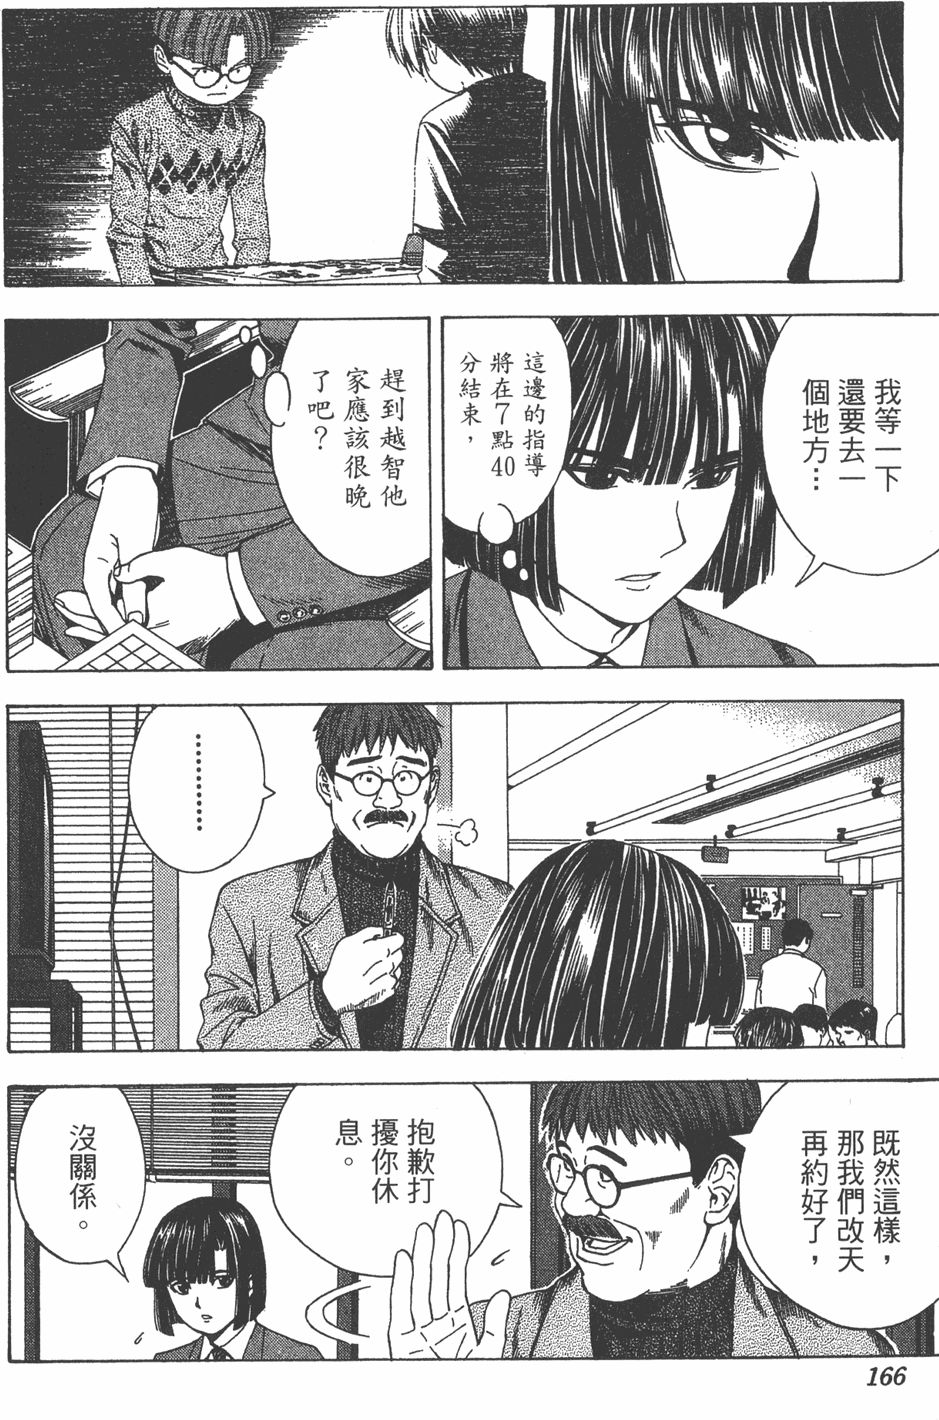 我等一下
還要去一
個地方…
這邊的指導
將在7點40
分結束，
趕到越智他
家應該很晚
了吧？
…………
既然這樣，
那我們改天
再約好了，
抱歉打
擾你休
息。
沒關係。
166